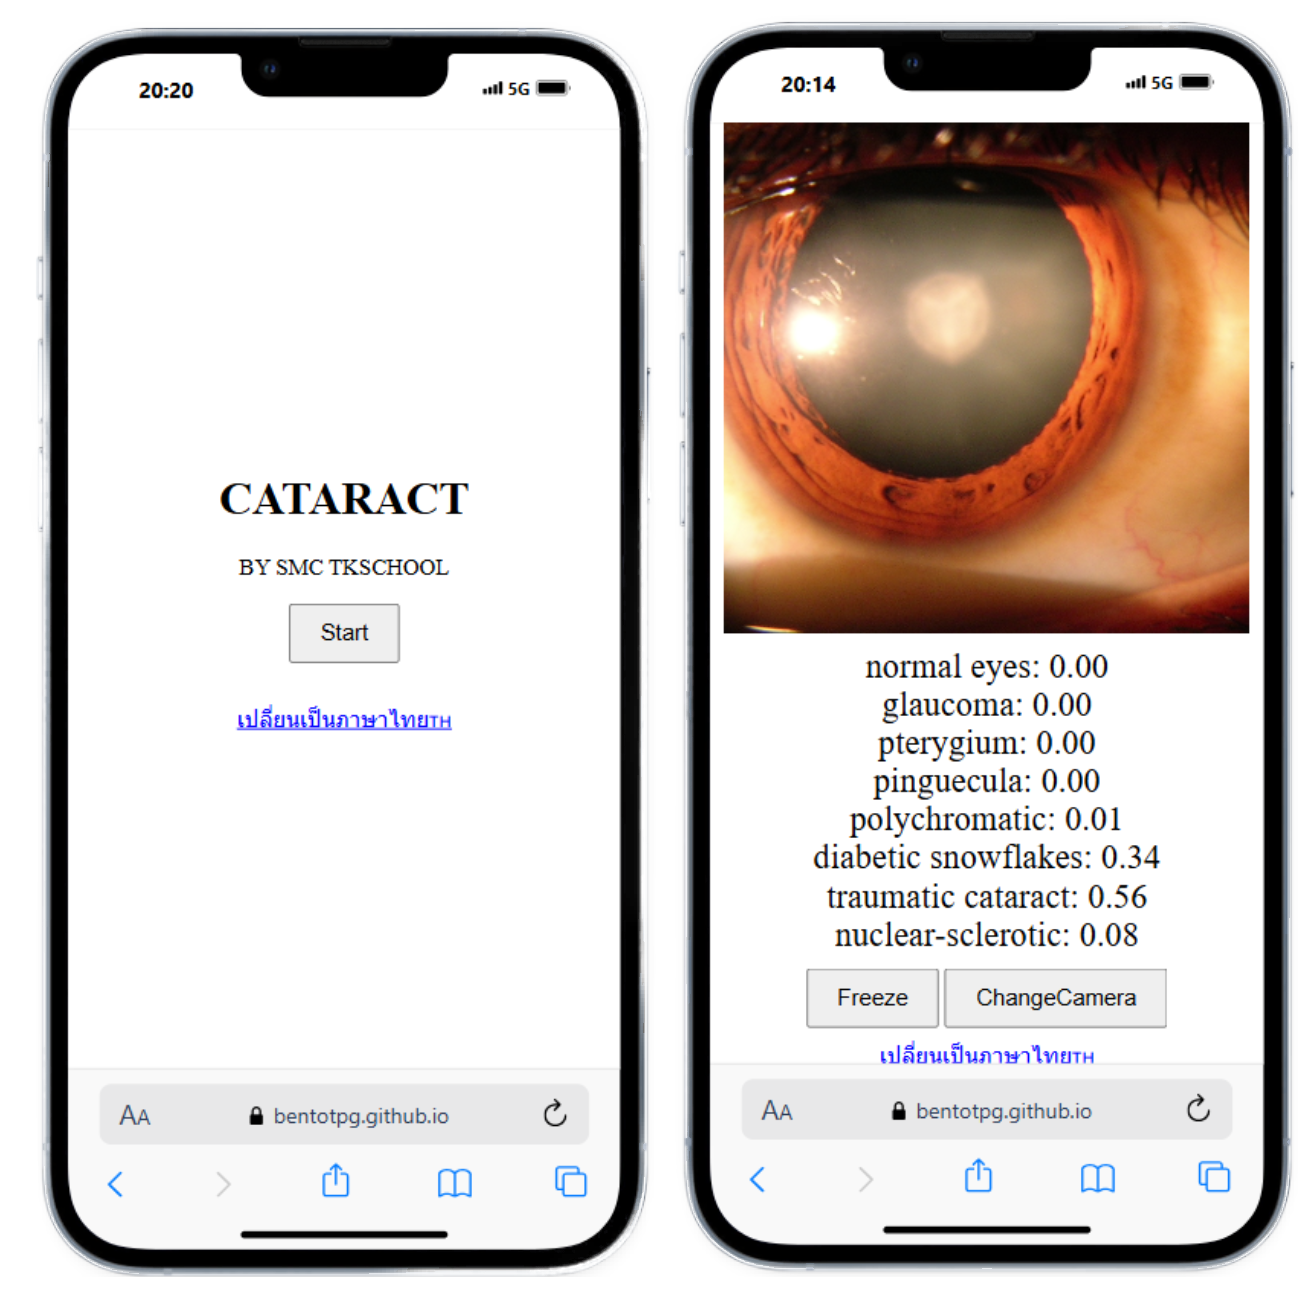 20:20
5G
CATARACT
BY SMC TKSCHOOL
Start
เปลี่ยนเป็นภาษาไทยTH
AA
bentotpg.github.io
20:14
5G
normal eyes: 0.00
glaucoma: 0.00
pterygium: 0.00
pinguecula: 0.00
polychromatic: 0.01
diabetic snowflakes: 0.34
traumatic cataract: 0.56
nuclear-sclerotic: 0.08
Freeze
ChangeCamera
เปลี่ยนเป็นภาษาไทยTH
AA
bentotpg.github.io